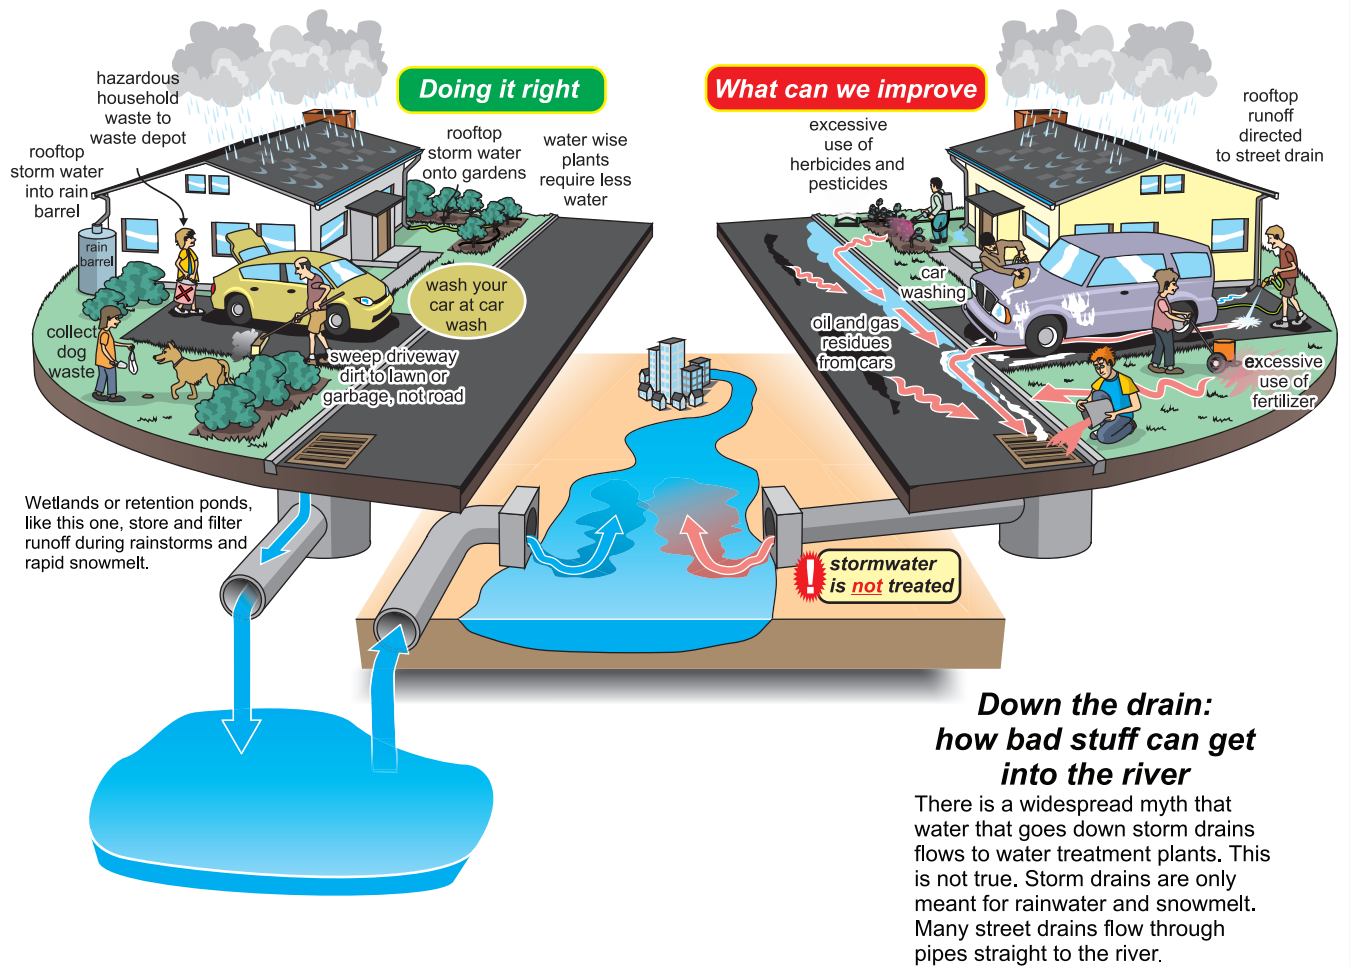 Doing it right
hazardous
household
waste to
waste depot
rooftop
storm water
into rain
barrel
rain
barrel
rooftop
storm water
onto gardens
water wise
plants
require less
water
wash your
car at car
wash
collect
dog
waste
sweep driveway
dirt to lawn or
garbage, not road
What can we improve
excessive
use of
herbicides and
pesticides
rooftop
runoff
directed
to street drain
car
washing
oil and gas
residues
from cars
excessive
use of
fertilizer
Wetlands or retention ponds,
like this one, store and filter
runoff during rainstorms and
rapid snowmelt.
!
stormwater
is not treated
Down the drain:
how bad stuff can get
into the river
There is a widespread myth that
water that goes down storm drains
flows to water treatment plants. This
is not true. Storm drains are only
meant for rainwater and snowmelt.
Many street drains flow through
pipes straight to the river.